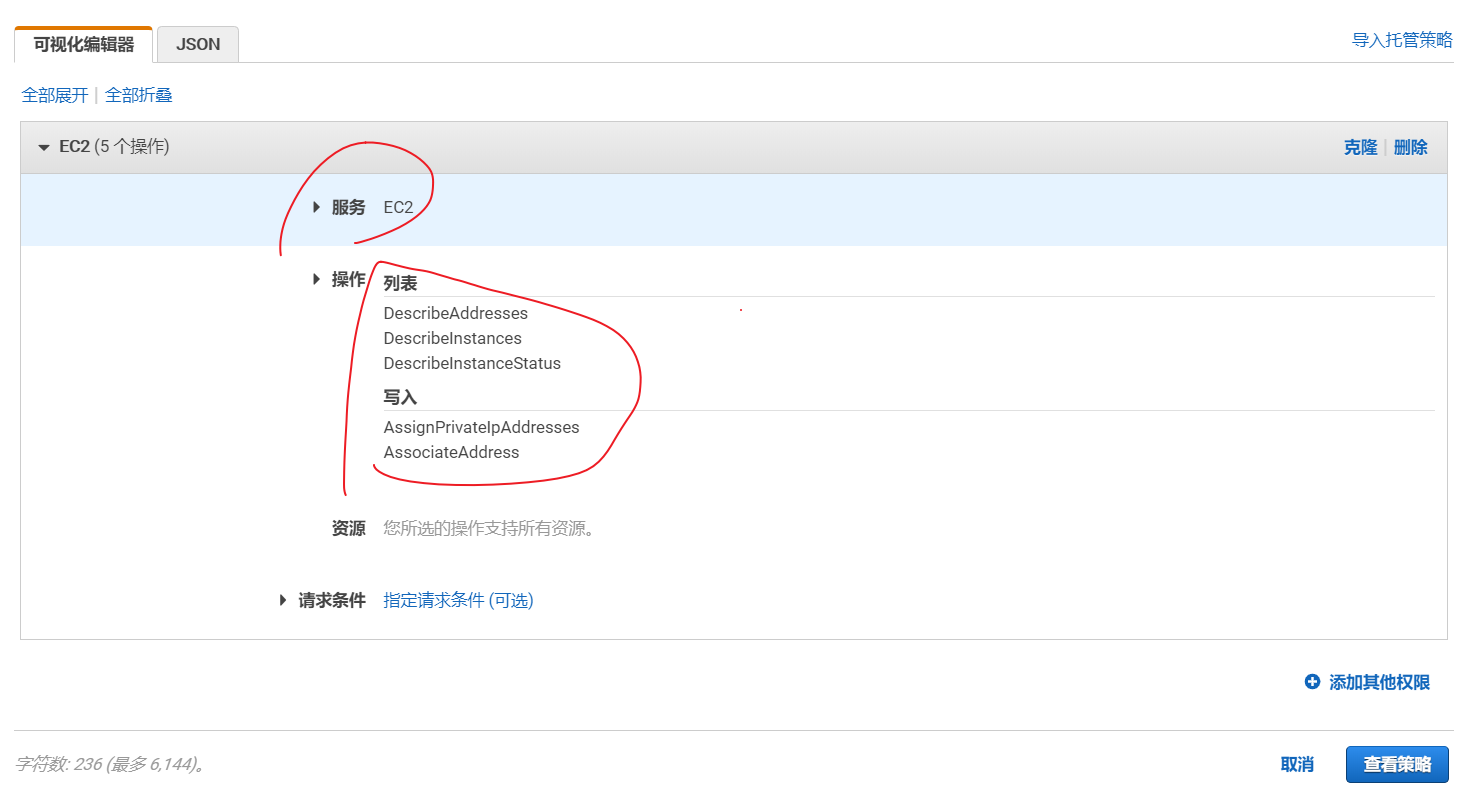 可视化编辑器 JSON 导入托管策略
全部展开 | 全部折叠
EC2 (5 个操作) 克隆 | 删除
服务 EC2
操作 列表
DescribeAddresses
DescribeInstances
DescribeInstanceStatus
写入
AssignPrivateIpAddresses
AssociateAddress
资源 您所选的操作支持所有资源。
请求条件 指定请求条件 (可选)
添加其他权限
字符数: 236 (最多 6,144)。 取消 查看策略